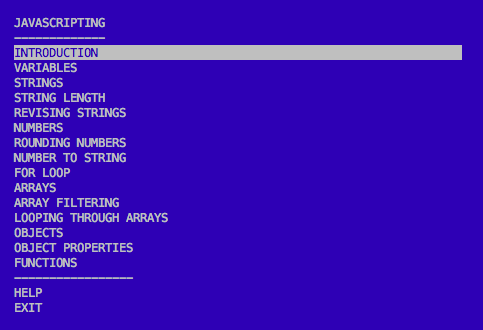 JAVASCRIPTING
─────────────
INTRODUCTION
VARIABLES
STRINGS
STRING LENGTH
REVISING STRINGS
NUMBERS
ROUNDING NUMBERS
NUMBER TO STRING
FOR LOOP
ARRAYS
ARRAY FILTERING
LOOPING THROUGH ARRAYS
OBJECTS
OBJECT PROPERTIES
FUNCTIONS
─────────────────
HELP
EXIT